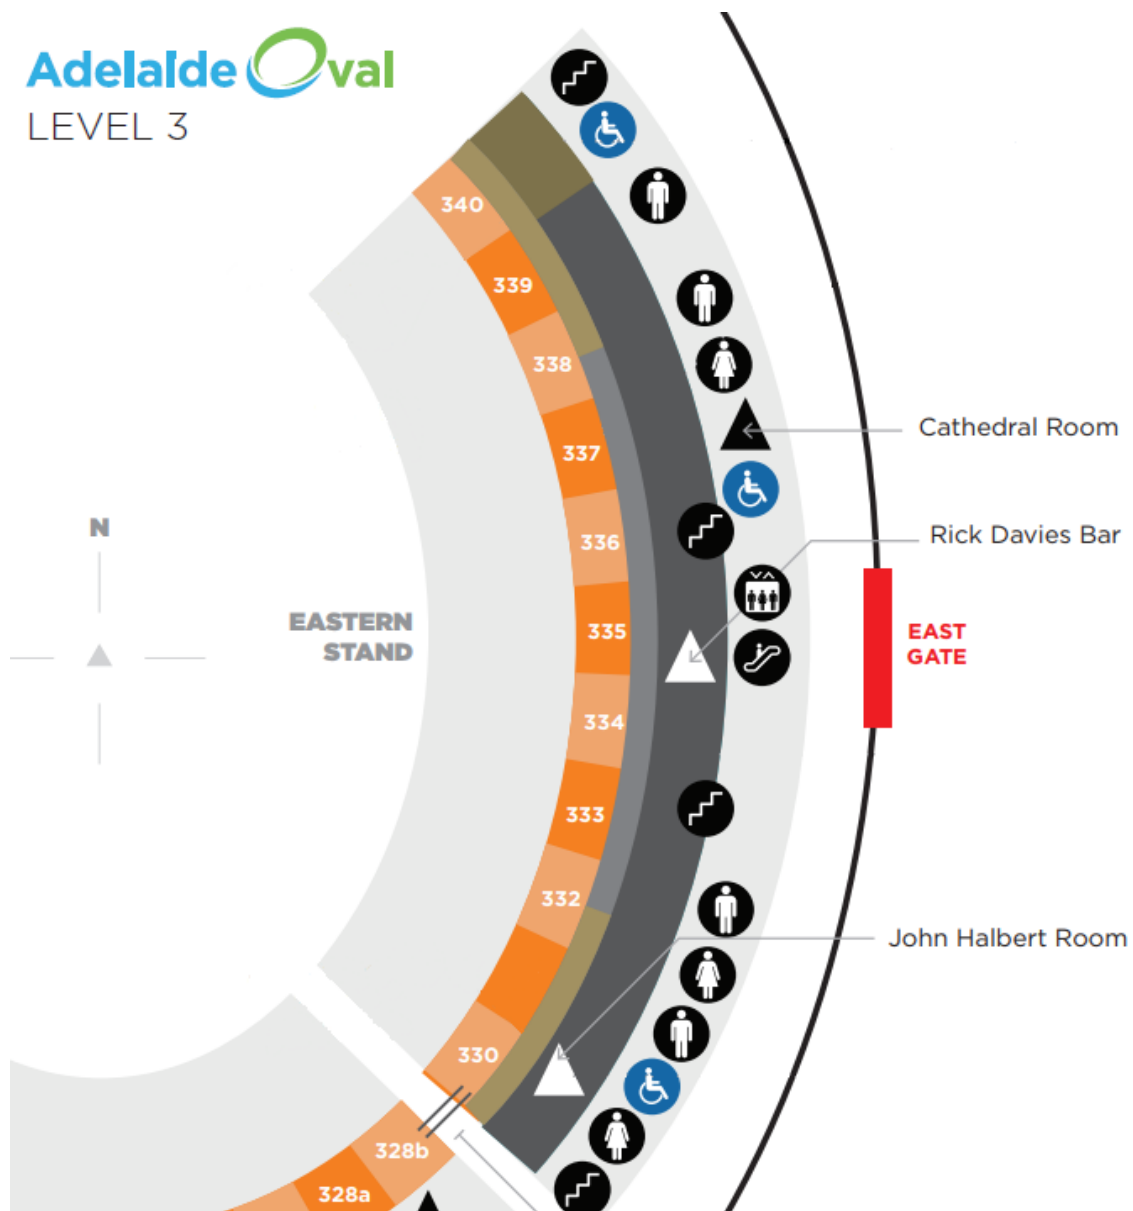 Adelaide Oval
LEVEL 3
340
339
338
Cathedral Room
337
N
Rick Davies Bar
336
EASTERN
STAND
335
EAST
GATE
334
333
332
John Halbert Room
330
328b
328a